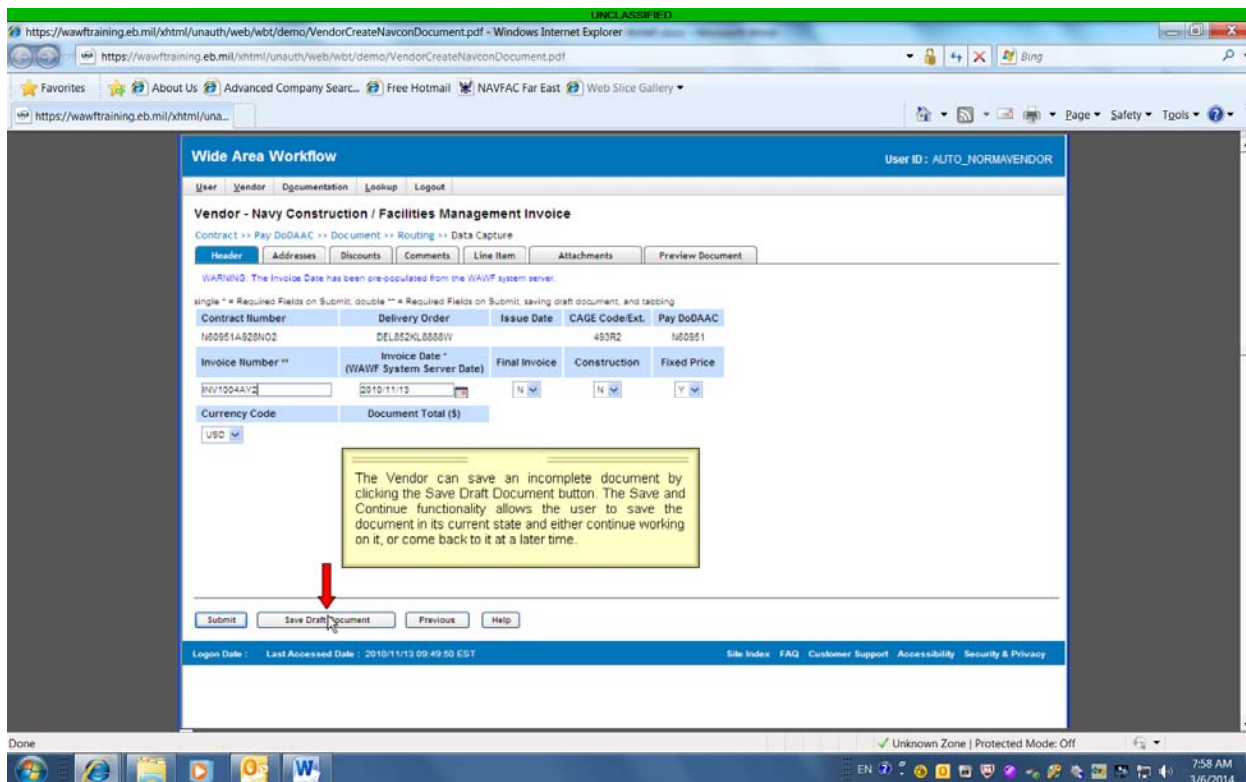 UNCLASSIFIED
https://wawftraining.eb.mil/xhtml/unauth/web/wbt/demo/VendorCreateNavconDocument.pdf - Windows Internet Explorer
https://wawftraining.eb.mil/xhtml/unauth/web/wbt/demo/VendorCreateNavconDocument.pdf
Bing
Favorites About Us Advanced Company Searc... Free Hotmail NAVFAC Far East Web Slice Gallery
https://wawftraining.eb.mil/xhtml/una...
Page Safety Tools
Wide Area Workflow User ID : AUTO_NORMAVENDOR
User Vendor Documentation Lookup Logout
Vendor - Navy Construction / Facilities Management Invoice
Contract >> Pay DoDAAC >> Document >> Routing >> Data Capture
Header Addresses Discounts Comments Line Item Attachments Preview Document
WARNING: The Invoice Date has been pre-populated from the WAWF system server.
single * = Required Fields on Submit; double ** = Required Fields on Submit, saving draft document, and tabbing.
Contract Number Delivery Order Issue Date CAGE Code/Ext. Pay DoDAAC
N60951A928NO2 DEL852KL8888W 493R2 N60951
Invoice Number ** Invoice Date * (WAWF System Server Date) Final Invoice Construction Fixed Price
INV1004AYZ 2010/11/13 N N Y
Currency Code Document Total ($)
USD
The Vendor can save an incomplete document by
clicking the Save Draft Document button. The Save and
Continue functionality allows the user to save the
document in its current state and either continue working
on it, or come back to it at a later time.
Submit Save Draft Document Previous Help
Logon Date : Last Accessed Date : 2010/11/13 09:49:50 EST Site Index FAQ Customer Support Accessibility Security & Privacy
Done Unknown Zone | Protected Mode: Off
EN 7:58 AM
3/6/2014